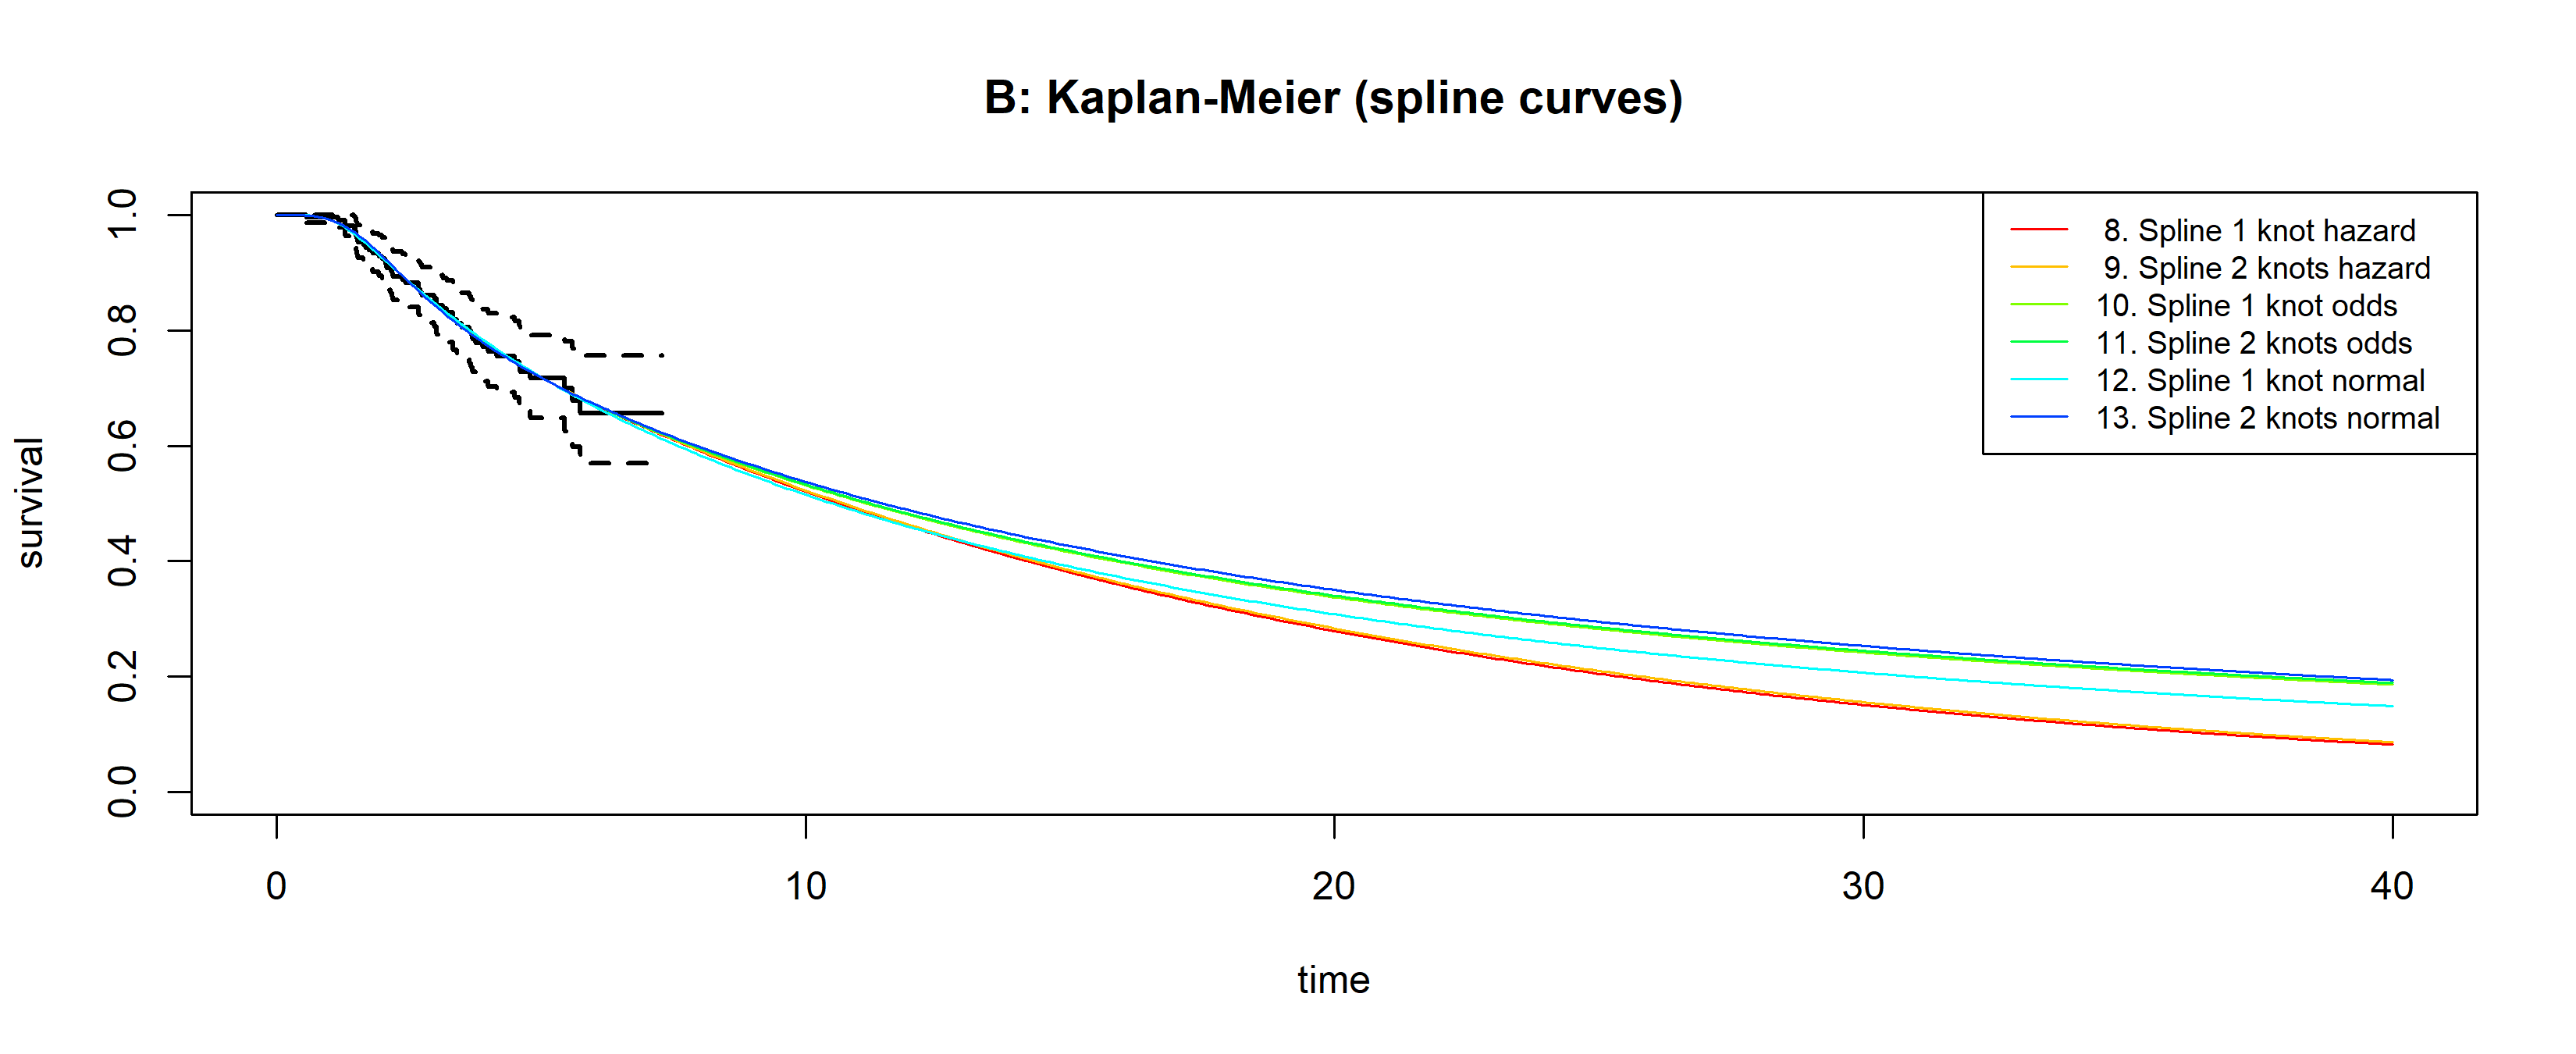 B: Kaplan-Meier (spline curves)
8. Spline 1 knot hazard
9. Spline 2 knots hazard
10. Spline 1 knot odds
11. Spline 2 knots odds
12. Spline 1 knot normal
13. Spline 2 knots normal
survival
1.0
0.8
0.6
0.4
0.2
0.0
0 10 20 30 40
time